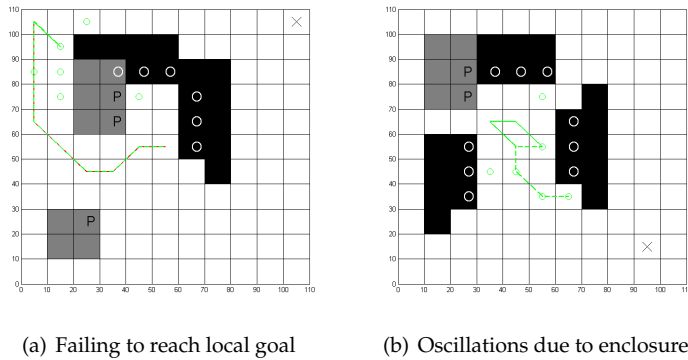 110
100
90
80
70
60
50
40
30
20
10
0
O O O
P O
P O
O
P
0 10 20 30 40 50 60 70 80 90 100 110
(a) Failing to reach local goal
110
100
90
80
70
60
50
40
30
20
10
0
P O O O
P
O
O O
O O
O
0 10 20 30 40 50 60 70 80 90 100 110
(b) Oscillations due to enclosure